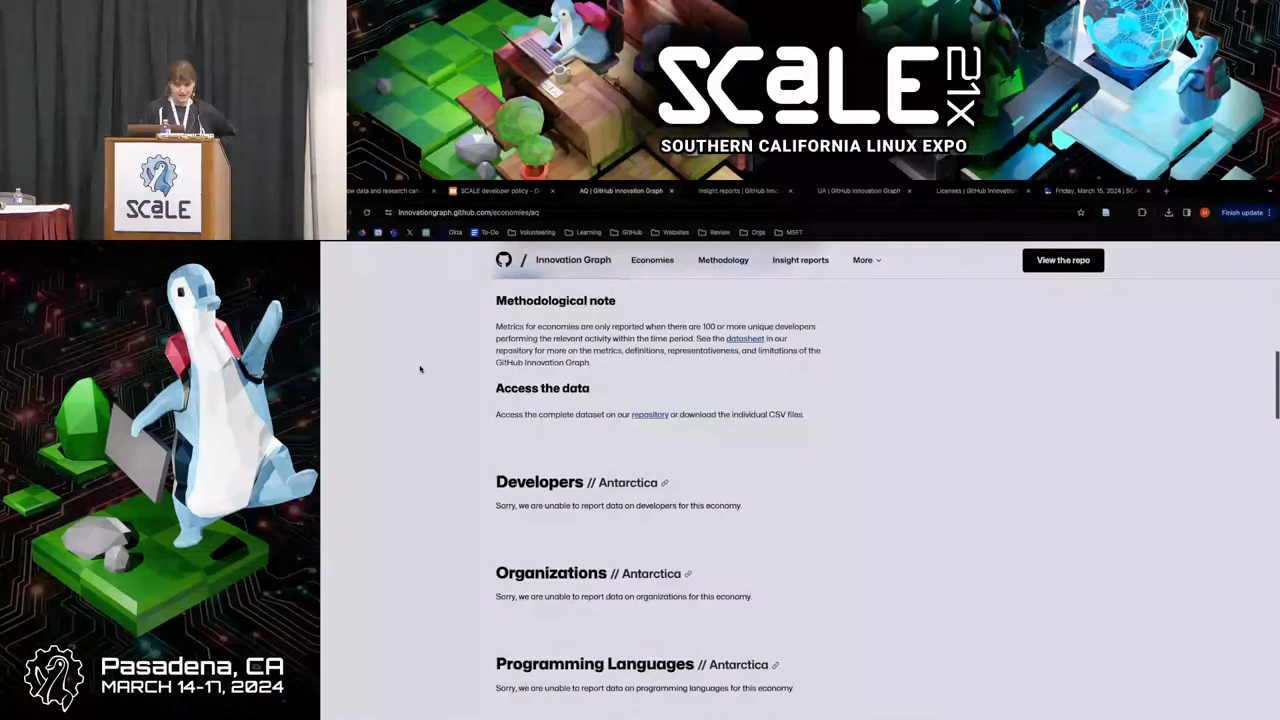 SCALE
21X
SOUTHERN CALIFORNIA LINUX EXPO
SCALE
ow data and research can
SCALE developer policy - D
AQ | GitHub Innovation Graph
Insight reports | GitHub Inno
UA | GitHub Innovation Graph
Licenses | GitHub Innovation
Friday, March 15, 2024 | SCA
innovationgraph.github.com/economies/aq
Finish update
Okta
To-Do
Volunteering
Learning
GitHub
Websites
Review
Orgs
MSFT
/ Innovation Graph
Economies
Methodology
Insight reports
More
View the repo
Methodological note
Metrics for economies are only reported when there are 100 or more unique developers
performing the relevant activity within the time period. See the datasheet in our
repository for more on the metrics, definitions, representativeness, and limitations of the
GitHub Innovation Graph.
Access the data
Access the complete dataset on our repository or download the individual CSV files.
Developers // Antarctica
Sorry, we are unable to report data on developers for this economy.
Organizations // Antarctica
Sorry, we are unable to report data on organizations for this economy.
Programming Languages // Antarctica
Sorry, we are unable to report data on programming languages for this economy.
Pasadena, CA
MARCH 14-17, 2024